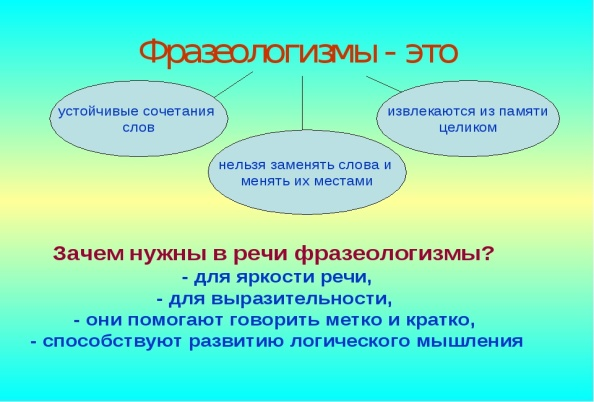 Фразеологизмы - это
устойчивые сочетания
слов
нельзя заменять слова и
менять их местами
извлекаются из памяти
целиком
Зачем нужны в речи фразеологизмы?
- для яркости речи,
- для выразительности,
- они помогают говорить метко и кратко,
- способствуют развитию логического мышления